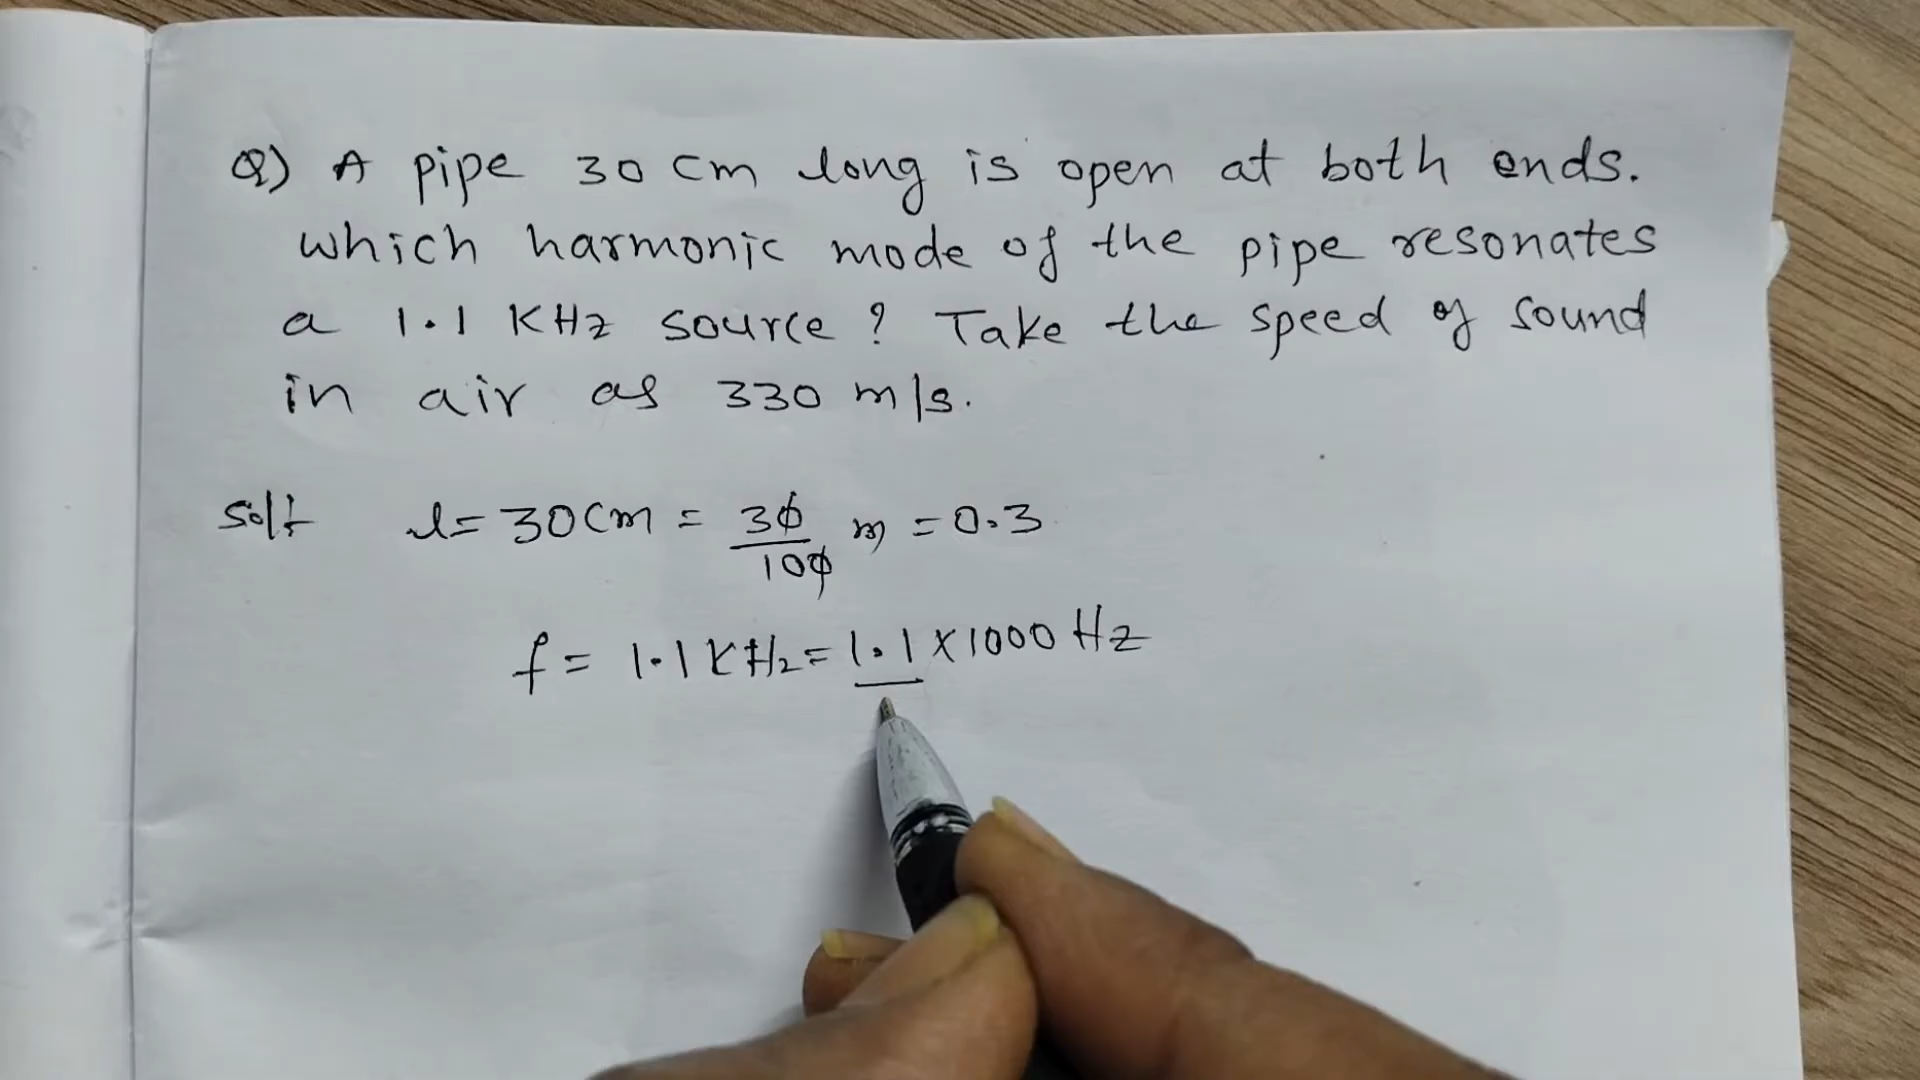 Q) A pipe 30 cm long is open at both ends.
which harmonic mode of the pipe resonates
a 1.1 KHz source? Take the speed of sound
in air as 330 m/s.
Sol: l = 30 cm = 30/100 m = 0.3
f = 1.1 KHz = 1.1 × 1000 Hz